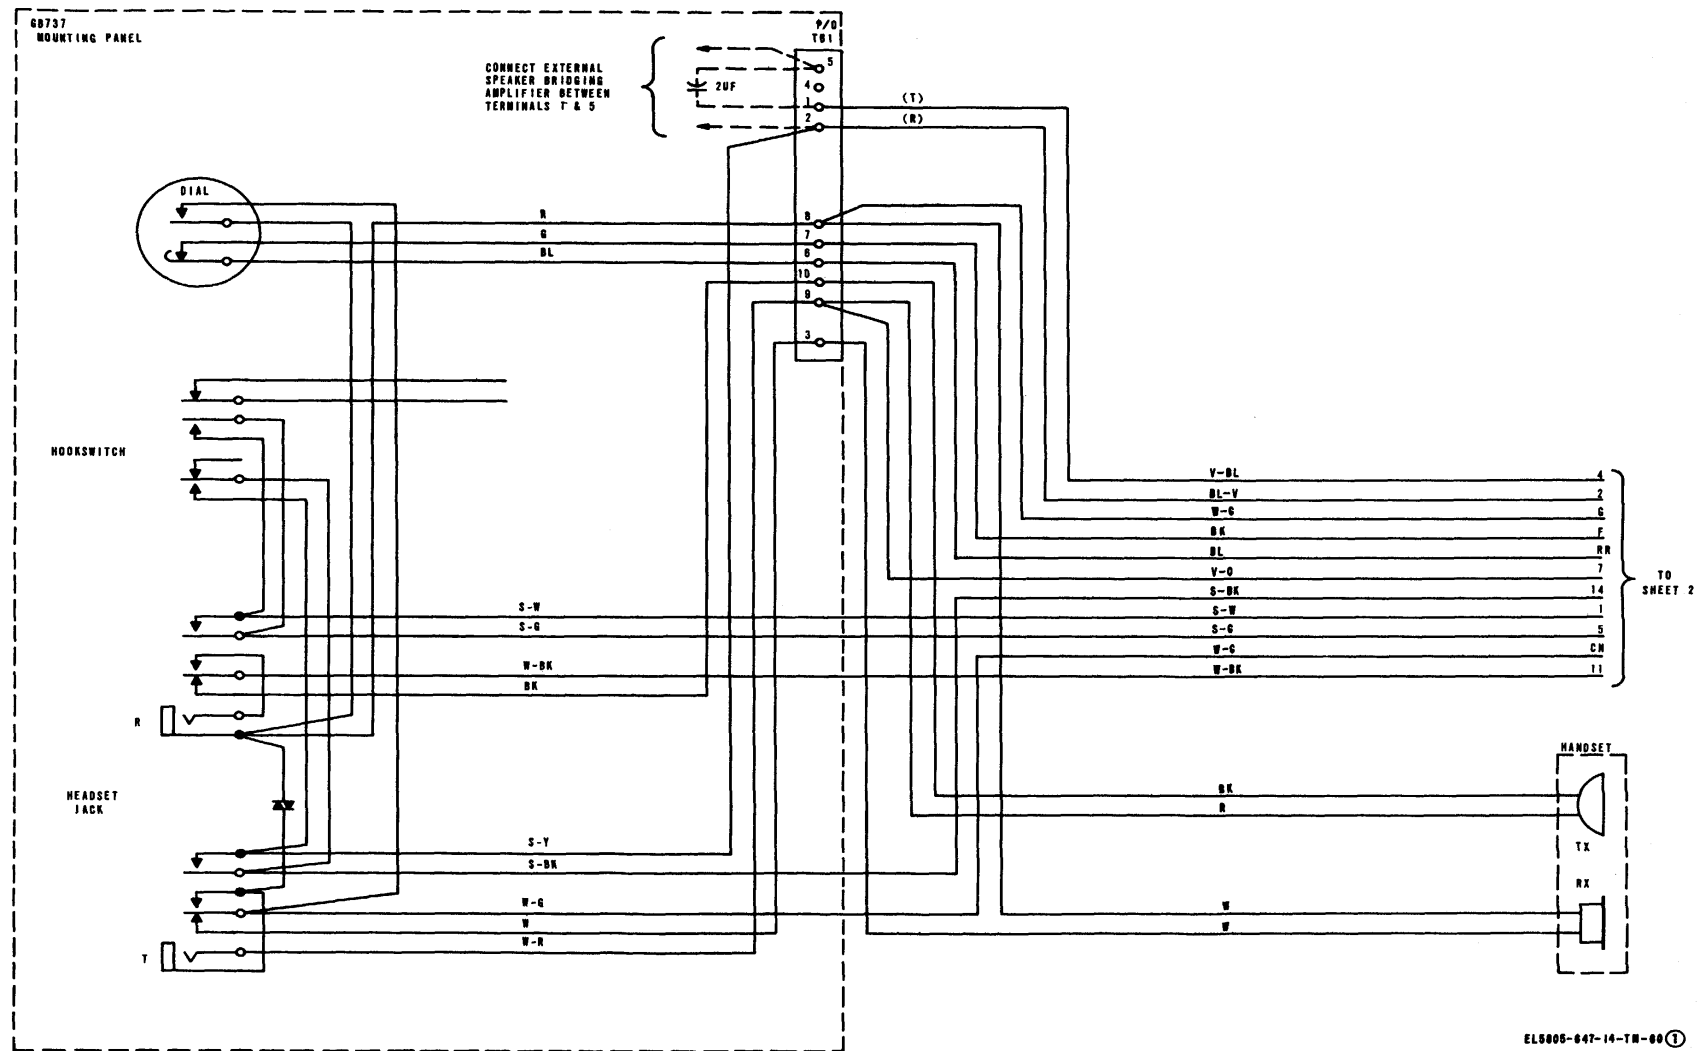 GB737
MOUNTING PANEL
P/O
TB1
CONNECT EXTERNAL
SPEAKER BRIDGING
AMPLIFIER BETWEEN
TERMINALS T & 5
2UF
5
4
1
2
(T)
(R)
DIAL
R
G
BL
8
7
6
10
9
3
HOOKSWITCH
V-BL
4
BL-V
2
W-G
G
BK
F
BL
RR
V-O
7
S-BK
14
S-W
S-W
1
S-G
S-G
5
W-G
CN
W-BK
W-BK
11
BK
TO
SHEET 2
R
HEADSET
JACK
HANDSET
BK
R
TX
S-Y
S-BK
RX
W-G
W
W
W
W-R
T
EL5805-647-14-TM-60 1